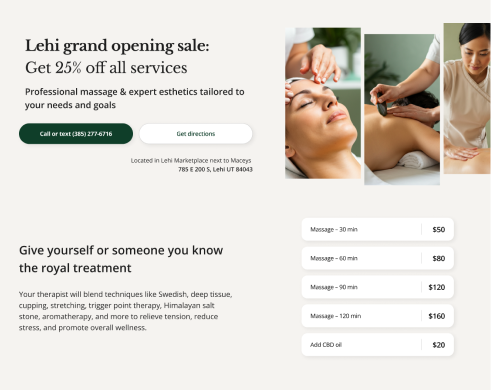 Lehi grand opening sale:
Get 25% off all services
Professional massage & expert esthetics tailored to
your needs and goals
Call or text (385) 277-6716
Get directions
Located in Lehi Marketplace next to Maceys
785 E 200 S, Lehi UT 84043
Give yourself or someone you know
the royal treatment
Your therapist will blend techniques like Swedish, deep tissue,
cupping, stretching, trigger point therapy, Himalayan salt
stone, aromatherapy, and more to relieve tension, reduce
stress, and promote overall wellness.
Massage – 30 min $50
Massage – 60 min $80
Massage – 90 min $120
Massage – 120 min $160
Add CBD oil $20